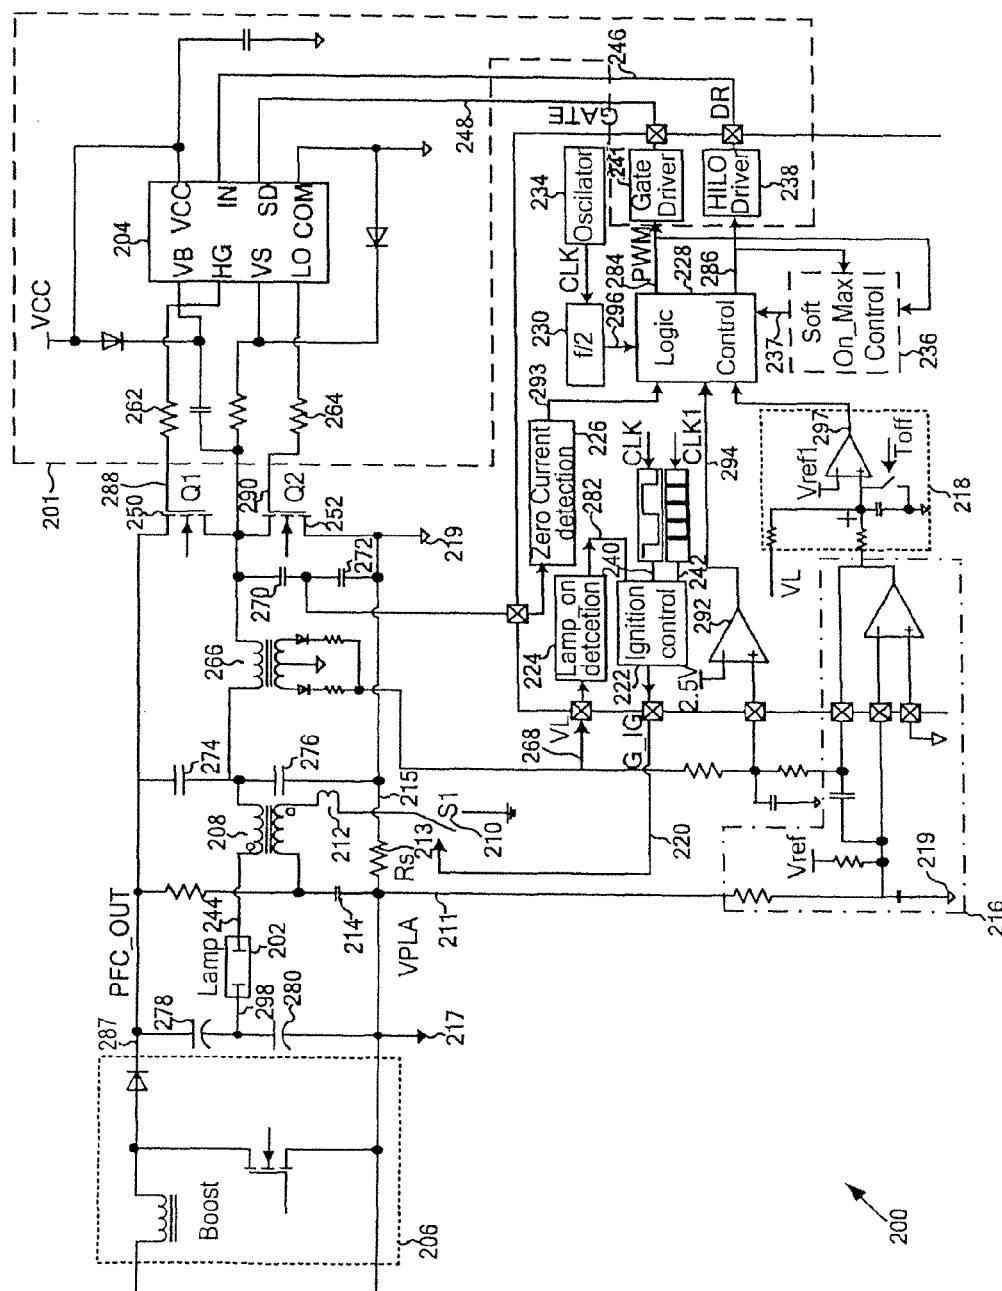 VCC
204
VB
VCC
HG
IN
VS
SD
LO COM
246
248
GATE
DR
262
264
201
288
250
Q1
290
Q2
252
219
270
272
266
274
276
215
208
212
S1
210
213
Rs
PFC_OUT
244
Lamp
202
298
278
280
214
VPLA
211
217
287
Boost
206
200
234
Oscilator
CLK
241
Gate
Driver
HILO
Driver
238
PWM
284
286
228
230
f/2
296
Logic
Control
237
Soft
On_Max
Control
236
293
226
Zero Current
detection
282
224
Lamp_on
detcetion
240
242
CLK
CLK1
294
Ignition
control
222
2.5V
292
VL
268
G_IG
220
Vref1
297
Toff
218
VL
+
Vref
219
216